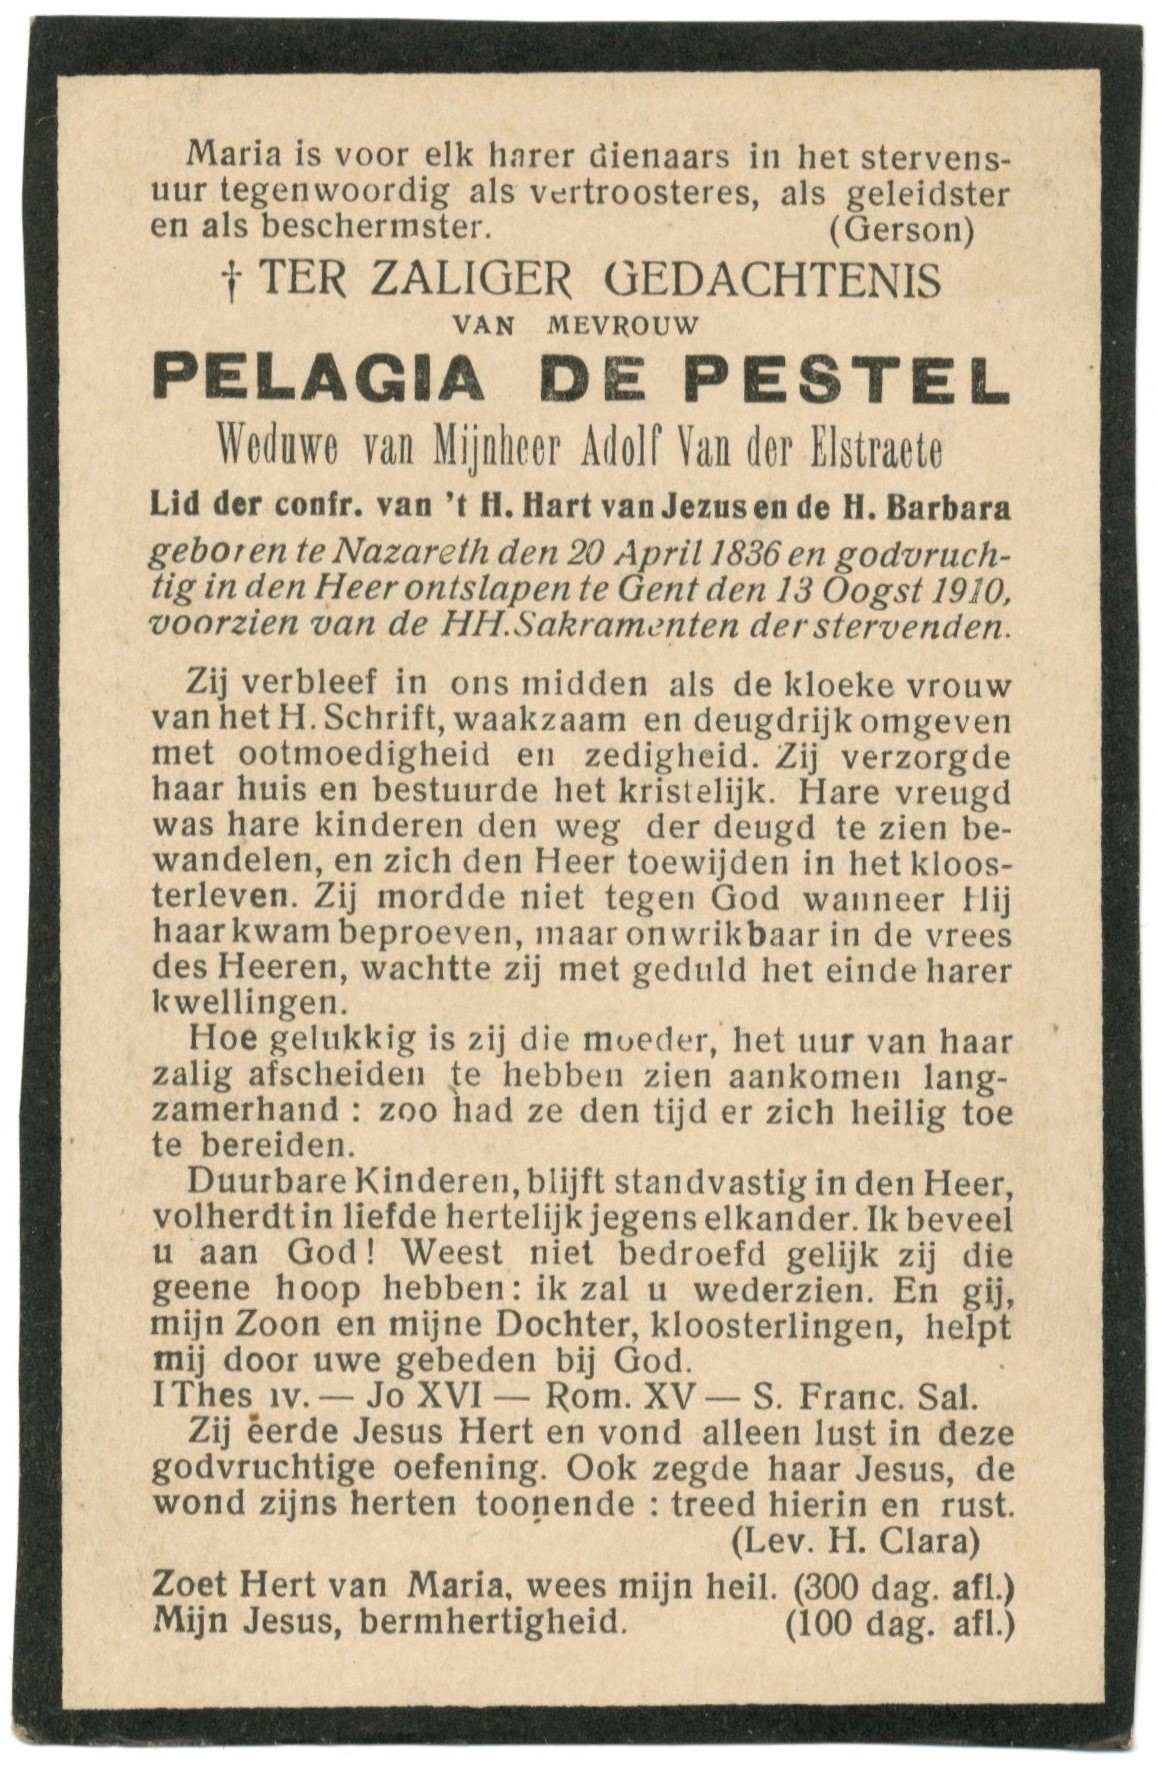 Maria is voor elk harer dienaars in het stervens-
uur tegenwoordig als vertroosteres, als geleidster
en als beschermster. (Gerson)
† TER ZALIGER GEDACHTENIS
VAN MEVROUW
PELAGIA DE PESTEL
Weduwe van Mijnheer Adolf Van der Elstraete
Lid der confr. van 't H. Hart van Jezus en de H. Barbara
geboren te Nazareth den 20 April 1836 en godvruch-
tig in den Heer ontslapen te Gent den 13 Oogst 1910,
voorzien van de HH. Sakramenten der stervenden.
Zij verbleef in ons midden als de kloeke vrouw
van het H. Schrift, waakzaam en deugdrijk omgeven
met ootmoedigheid en zedigheid. Zij verzorgde
haar huis en bestuurde het kristelijk. Hare vreugd
was hare kinderen den weg der deugd te zien be-
wandelen, en zich den Heer toewijden in het kloos-
terleven. Zij mordde niet tegen God wanneer Hij
haar kwam beproeven, maar onwrikbaar in de vrees
des Heeren, wachtte zij met geduld het einde harer
kwellingen.
Hoe gelukkig is zij die moeder, het uur van haar
zalig afscheiden te hebben zien aankomen lang-
zamerhand : zoo had ze den tijd er zich heilig toe
te bereiden.
Duurbare Kinderen, blijft standvastig in den Heer,
volherdt in liefde hertelijk jegens elkander. Ik beveel
u aan God ! Weest niet bedroefd gelijk zij die
geene hoop hebben : ik zal u wederzien. En gij,
mijn Zoon en mijne Dochter, kloosterlingen, helpt
mij door uwe gebeden bij God.
I Thes IV. — Jo XVI — Rom. XV — S. Franc. Sal.
Zij eerde Jesus Hert en vond alleen lust in deze
godvruchtige oefening. Ook zegde haar Jesus, de
wond zijns herten toonende : treed hierin en rust.
(Lev. H. Clara)
Zoet Hert van Maria, wees mijn heil. (300 dag. afl.)
Mijn Jesus, bermhertigheid. (100 dag. afl.)